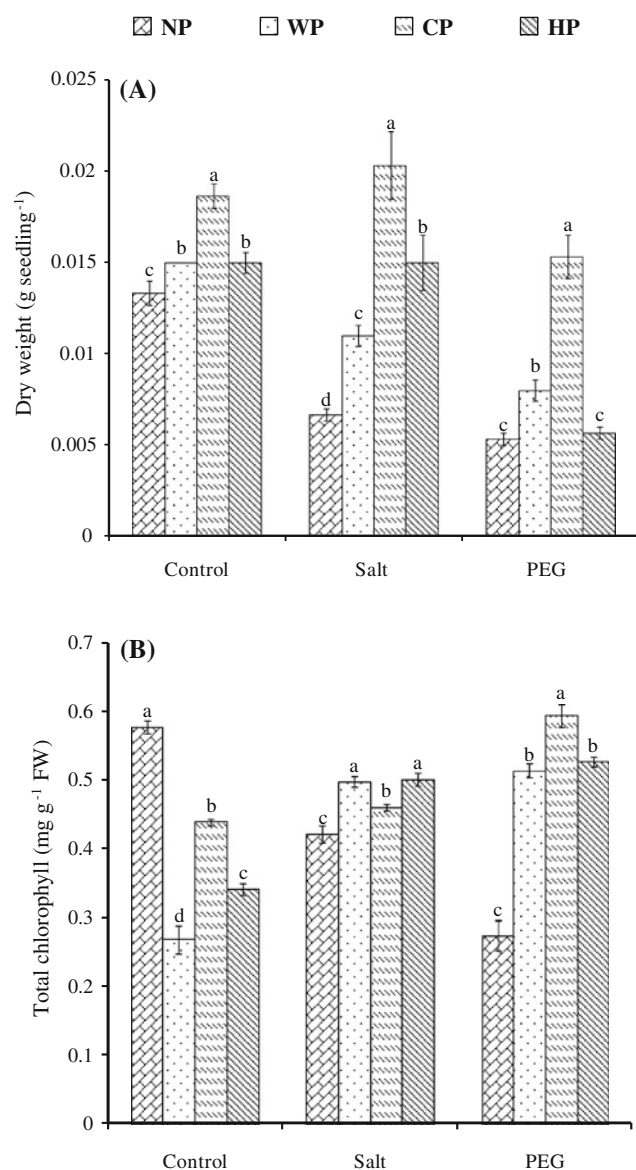 NP WP CP HP
(A)
Dry weight (g seedling⁻¹)
0.025
0.02
0.015
0.01
0.005
0
c b a b
d c a b
c b a c
Control Salt PEG
(B)
Total chlorophyll (mg g⁻¹ FW)
0.7
0.6
0.5
0.4
0.3
0.2
0.1
0
a d b c
c a b a
c b a b
Control Salt PEG